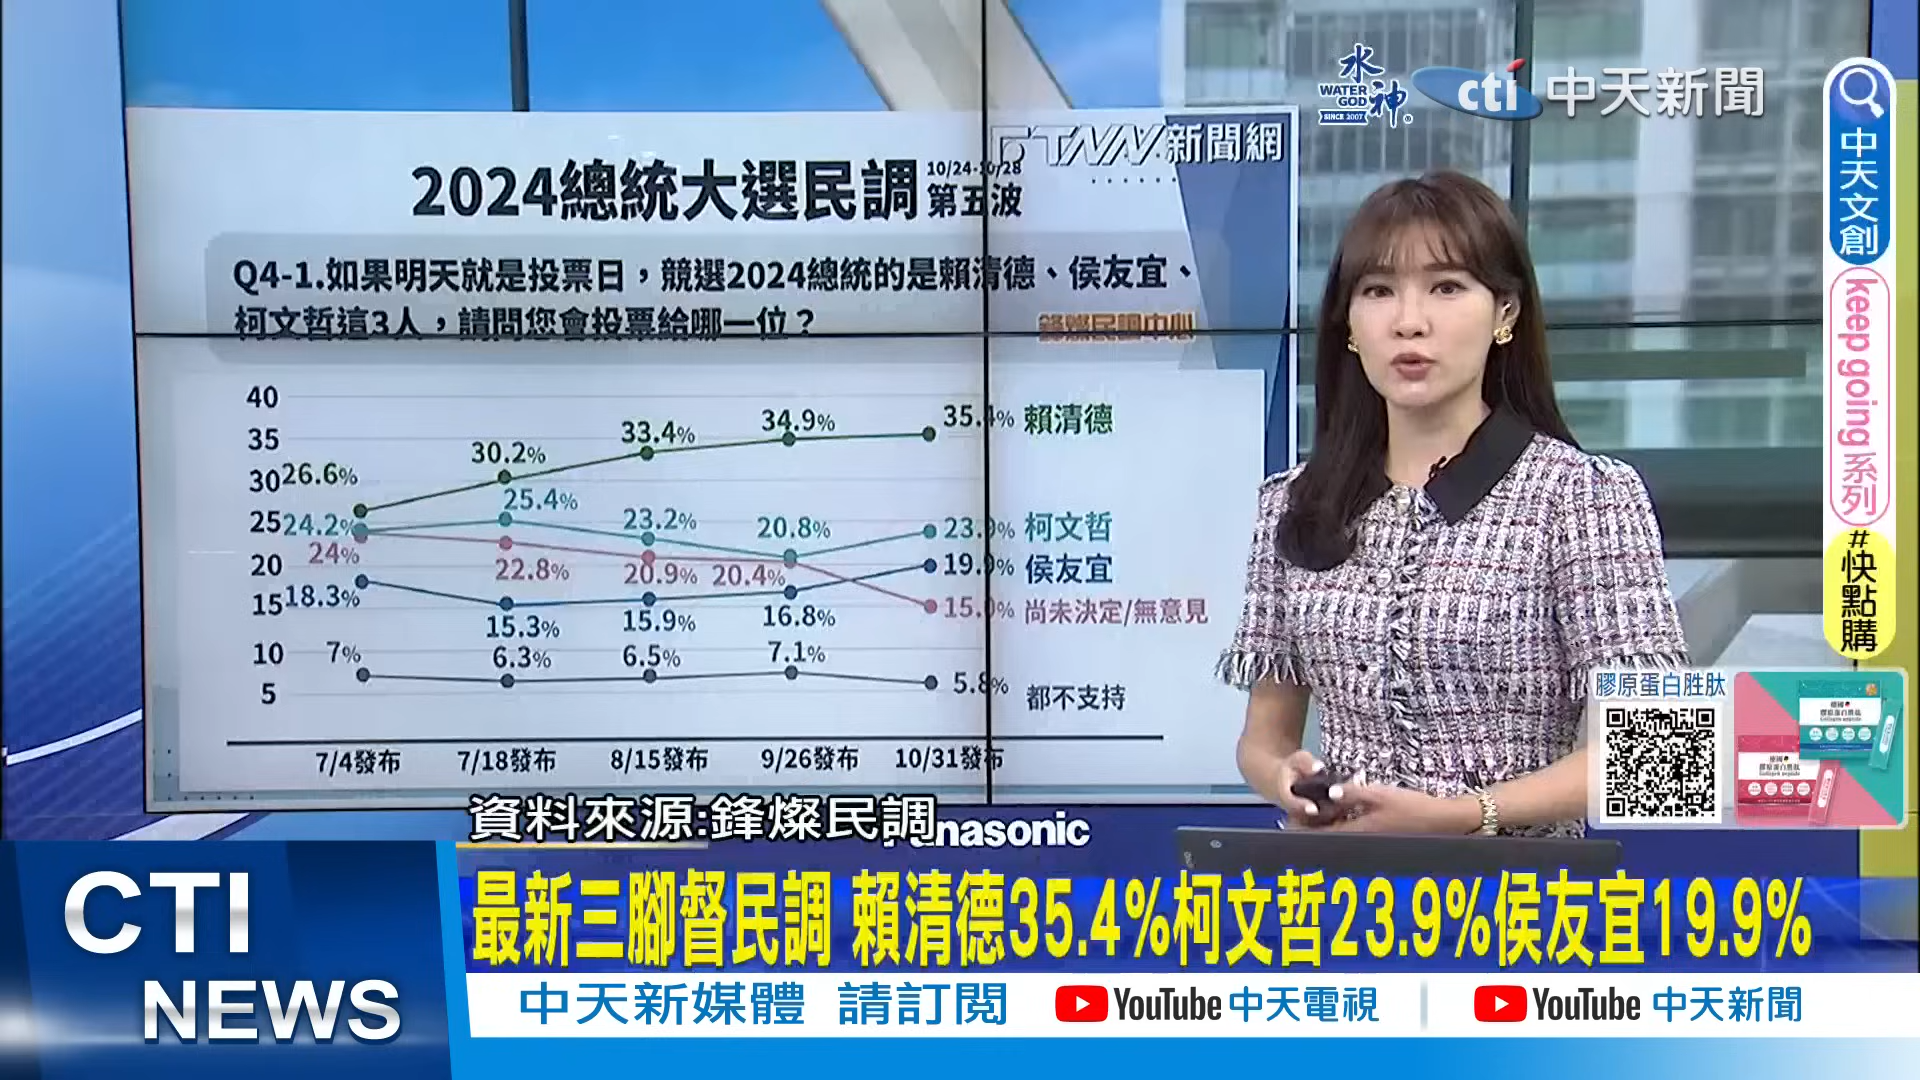 水神
WATER GOD
SINCE 2007
cti 中天新聞
FTNN 新聞網
2024總統大選民調
10/24-10/28
第五波
Q4-1.如果明天就是投票日，競選2024總統的是賴清德、侯友宜、
柯文哲這3人，請問您會投票給哪一位？
鋒燦民調中心
40
35
30
25
20
15
10
5
26.6% 30.2% 33.4% 34.9% 35.4% 賴清德
24.2% 25.4% 23.2% 20.8% 23.9% 柯文哲
18.3% 15.3% 15.9% 16.8% 19.9% 侯友宜
24% 22.8% 20.9% 20.4% 15.0% 尚未決定/無意見
7% 6.3% 6.5% 7.1% 5.8% 都不支持
7/4發布 7/18發布 8/15發布 9/26發布 10/31發布
資料來源:鋒燦民調
Panasonic
中天文創
keep going系列
#快點購
膠原蛋白胜肽
CTI
NEWS
最新三腳督民調 賴清德35.4%柯文哲23.9%侯友宜19.9%
中天新媒體 請訂閱 YouTube 中天電視 YouTube 中天新聞